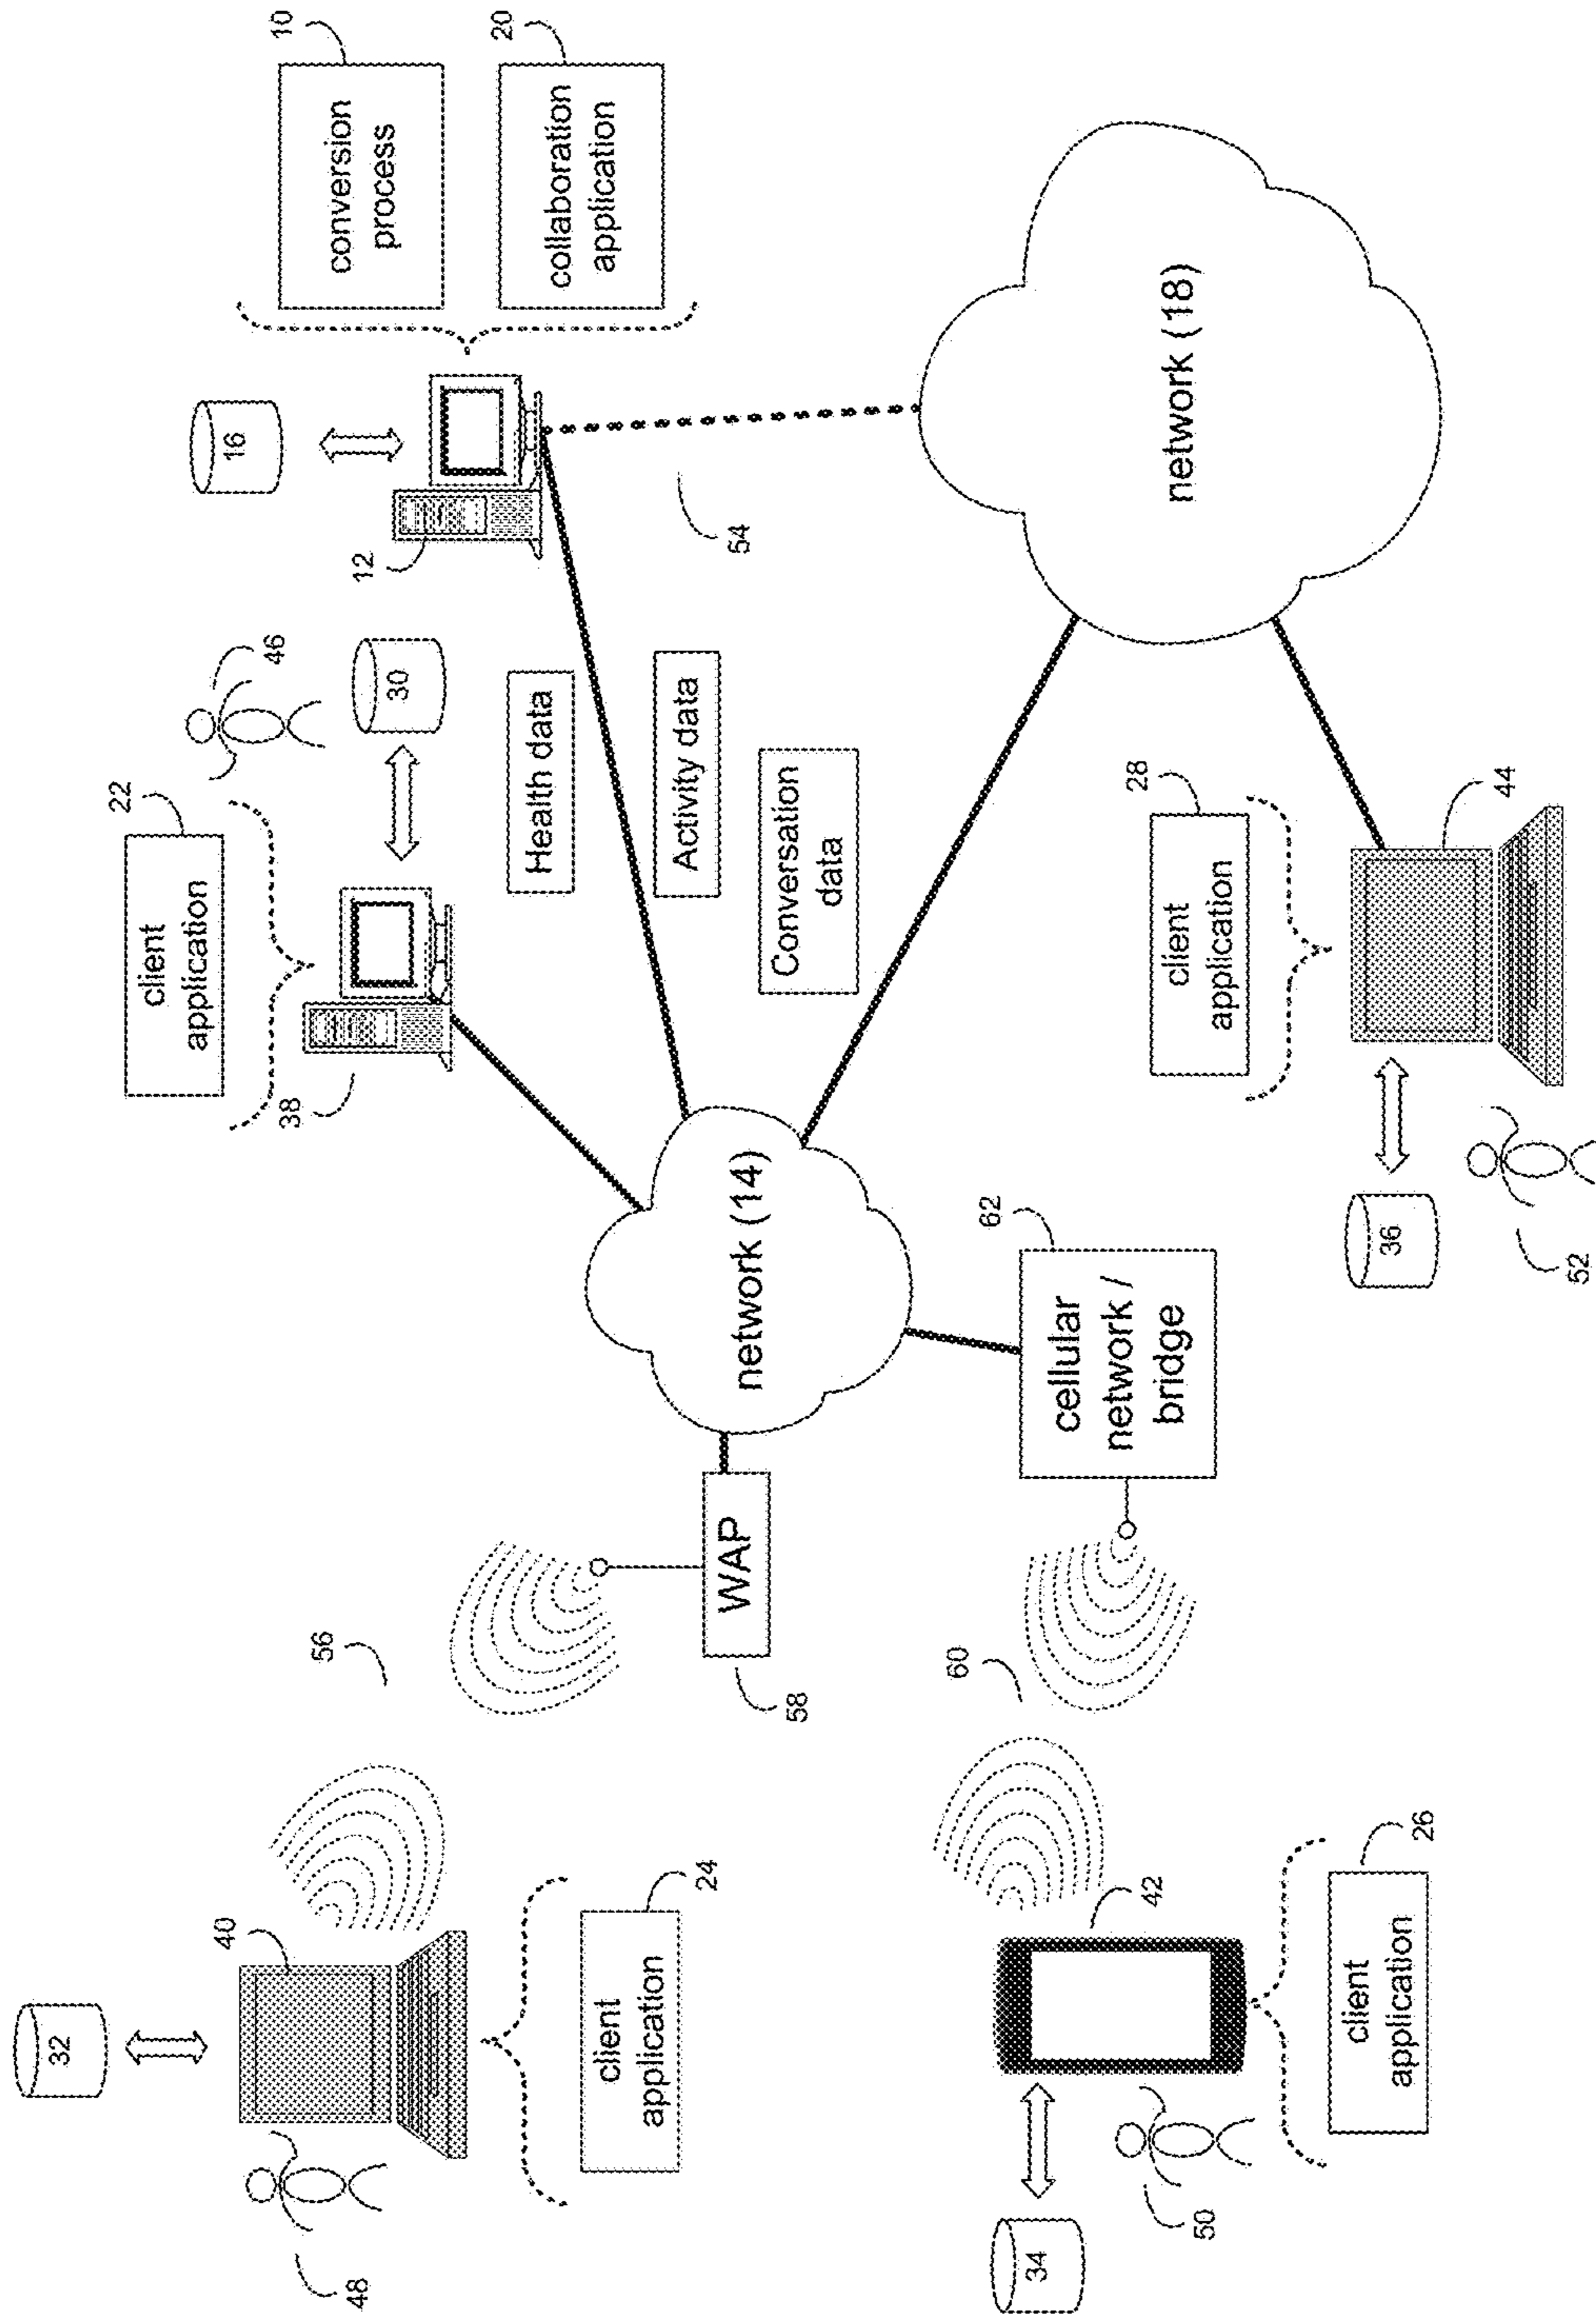 32
22
client
application
16
40
46
10
38
56
conversion
process
48
12
30
20
Health data
collaboration
application
client
application
24
Activity data
54
WAP
network (14)
58
Conversation
data
60
62
34
cellular
network /
bridge
42
28
network (18)
client
application
50
client
application
36
26
44
52